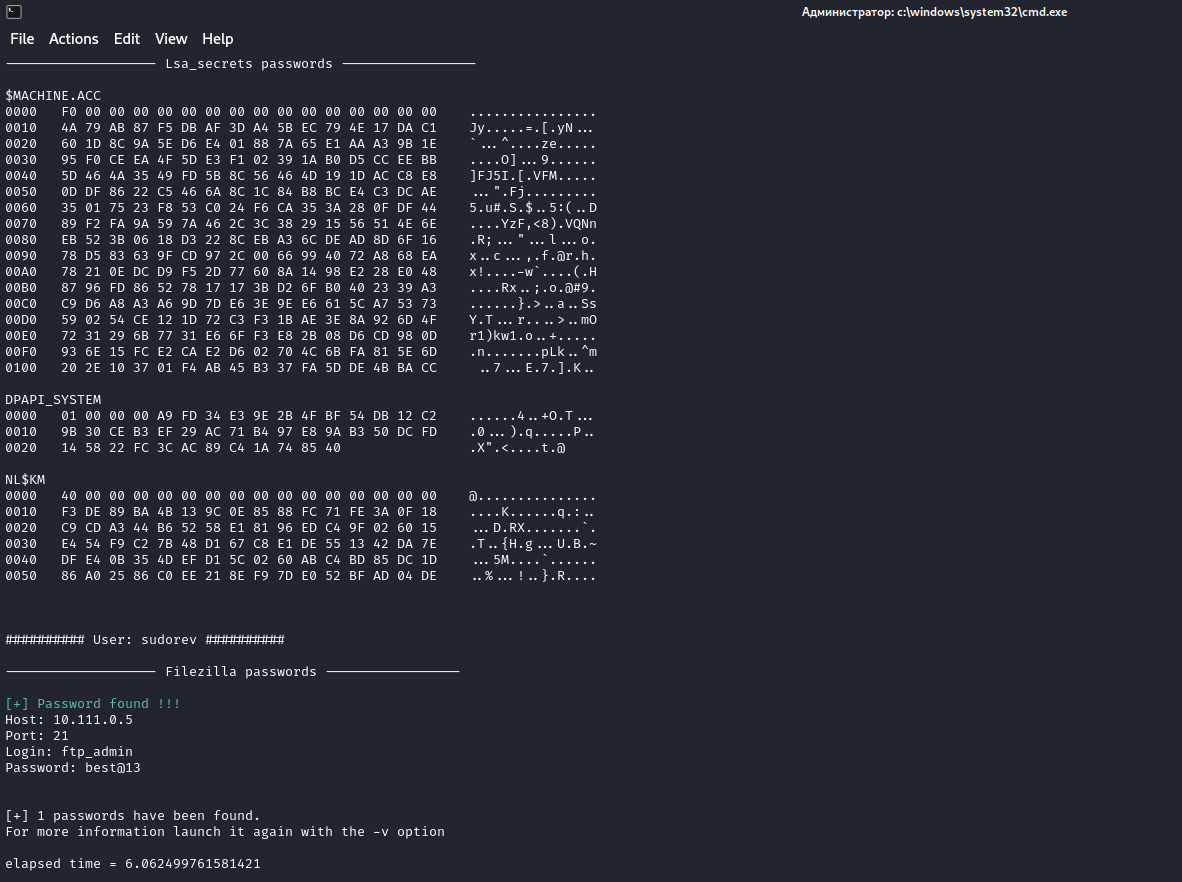 Администратор: c:\windows\system32\cmd.exe
File Actions Edit View Help
------------------- Lsa_secrets passwords -----------------
$MACHINE.ACC
0000 F0 00 00 00 00 00 00 00 00 00 00 00 00 00 00 00 ................
0010 4A 79 AB 87 F5 DB AF 3D A4 5B EC 79 4E 17 DA C1 Jy.....=.[.yN...
0020 60 1D 8C 9A 5E D6 E4 01 88 7A 65 E1 AA A3 9B 1E `...^....ze.....
0030 95 F0 CE EA 4F 5D E3 F1 02 39 1A B0 D5 CC EE BB ....O]...9......
0040 5D 46 4A 35 49 FD 5B 8C 56 46 4D 19 1D AC C8 E8 ]FJ5I.[.VFM.....
0050 0D DF 86 22 C5 46 6A 8C 1C 84 B8 BC E4 C3 DC AE ...".Fj.........
0060 35 01 75 23 F8 53 C0 24 F6 CA 35 3A 28 0F DF 44 5.u#.S.$..5:(..D
0070 89 F2 FA 9A 59 7A 46 2C 3C 38 29 15 56 51 4E 6E ....YzF,<8).VQNn
0080 EB 52 3B 06 18 D3 22 8C EB A3 6C DE AD 8D 6F 16 .R;..."...l...o.
0090 78 D5 83 63 9F CD 97 2C 00 66 99 40 72 A8 68 EA x..c...,.f.@r.h.
00A0 78 21 0E DC D9 F5 2D 77 60 8A 14 98 E2 28 E0 48 x!....-w`....(.H
00B0 87 96 FD 86 52 78 17 17 3B D2 6F B0 40 23 39 A3 ....Rx..;.o.@#9.
00C0 C9 D6 A8 A3 A6 9D 7D E6 3E 9E E6 61 5C A7 53 73 ......}.>..a..Ss
00D0 59 02 54 CE 12 1D 72 C3 F3 1B AE 3E 8A 92 6D 4F Y.T...r....>..mO
00E0 72 31 29 6B 77 31 E6 6F F3 E8 2B 08 D6 CD 98 0D r1)kw1.o..+.....
00F0 93 6E 15 FC E2 CA E2 D6 02 70 4C 6B FA 81 5E 6D .n.......pLk..^m
0100 20 2E 10 37 01 F4 AB 45 B3 37 FA 5D DE 4B BA CC ..7...E.7.].K..
DPAPI_SYSTEM
0000 01 00 00 00 A9 FD 34 E3 9E 2B 4F BF 54 DB 12 C2 ......4..+O.T...
0010 9B 30 CE B3 EF 29 AC 71 B4 97 E8 9A B3 50 DC FD .0...).q.....P..
0020 14 58 22 FC 3C AC 89 C4 1A 74 85 40 .X".<....t.@
NL$KM
0000 40 00 00 00 00 00 00 00 00 00 00 00 00 00 00 00 @...............
0010 F3 DE 89 BA 4B 13 9C 0E 85 88 FC 71 FE 3A 0F 18 ....K......q.:..
0020 C9 CD A3 44 B6 52 58 E1 81 96 ED C4 9F 02 60 15 ...D.RX.......`.
0030 E4 54 F9 C2 7B 48 D1 67 C8 E1 DE 55 13 42 DA 7E .T..{H.g...U.B.~
0040 DF E4 0B 35 4D EF D1 5C 02 60 AB C4 BD 85 DC 1D ...5M....`......
0050 86 A0 25 86 C0 EE 21 8E F9 7D E0 52 BF AD 04 DE ..%...!..}.R....
########## User: sudorev ##########
------------------- Filezilla passwords -----------------
[+] Password found !!!
Host: 10.111.0.5
Port: 21
Login: ftp_admin
Password: best@13
[+] 1 passwords have been found.
For more information launch it again with the -v option
elapsed time = 6.062499761581421